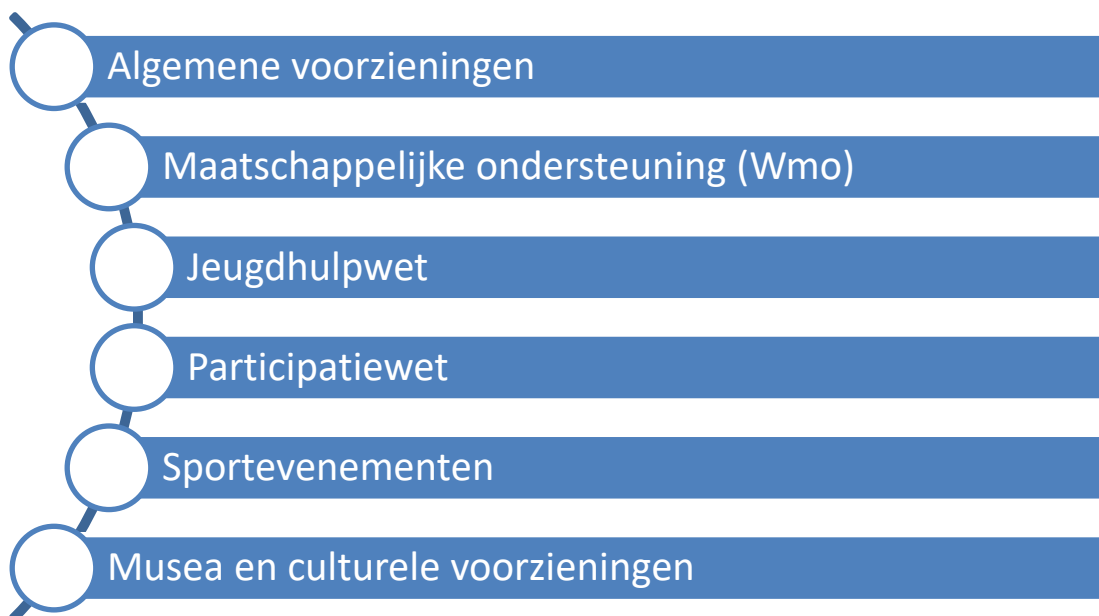 Algemene voorzieningen
Maatschappelijke ondersteuning (Wmo)
Jeugdhulpwet
Participatiewet
Sportevenementen
Musea en culturele voorzieningen